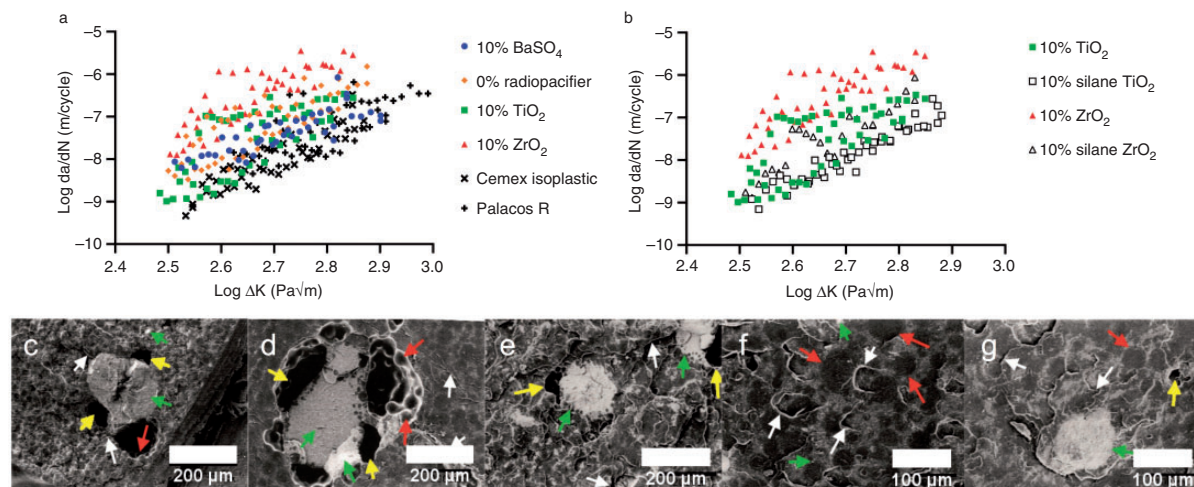 a
−5
−6
−7
−8
−9
−10
Log da/dN (m/cycle)
2.4 2.5 2.6 2.7 2.8 2.9 3.0
Log ΔK (Pa√m)
10% BaSO₄
0% radiopacifier
10% TiO₂
10% ZrO₂
Cemex isoplastic
Palacos R
b
−5
−6
−7
−8
−9
−10
Log da/dN (m/cycle)
2.4 2.5 2.6 2.7 2.8 2.9 3.0
Log ΔK (Pa√m)
10% TiO₂
10% silane TiO₂
10% ZrO₂
10% silane ZrO₂
c
200 µm
d
200 µm
e
200 µm
f
100 µm
g
100 µm